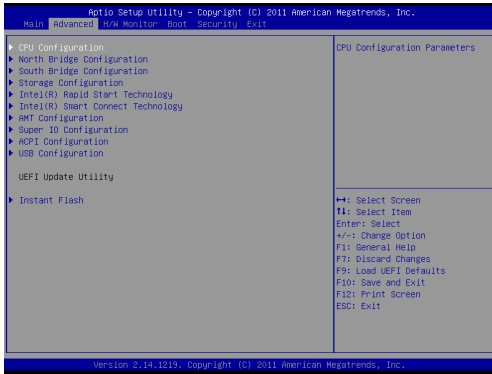 Aptio Setup Utility – Copyright (C) 2011 American Megatrends, Inc.
Main Advanced H/W Monitor Boot Security Exit
CPU Configuration
North Bridge Configuration
South Bridge Configuration
Storage Configuration
Intel(R) Rapid Start Technology
Intel(R) Smart Connect Technology
AMT Configuration
Super IO Configuration
ACPI Configuration
USB Configuration
UEFI Update Utility
Instant Flash
CPU Configuration Parameters
↔: Select Screen
↑↓: Select Item
Enter: Select
+/-: Change Option
F1: General Help
F7: Discard Changes
F9: Load UEFI Defaults
F10: Save and Exit
F12: Print Screen
ESC: Exit
Version 2.14.1219. Copyright (C) 2011 American Megatrends, Inc.